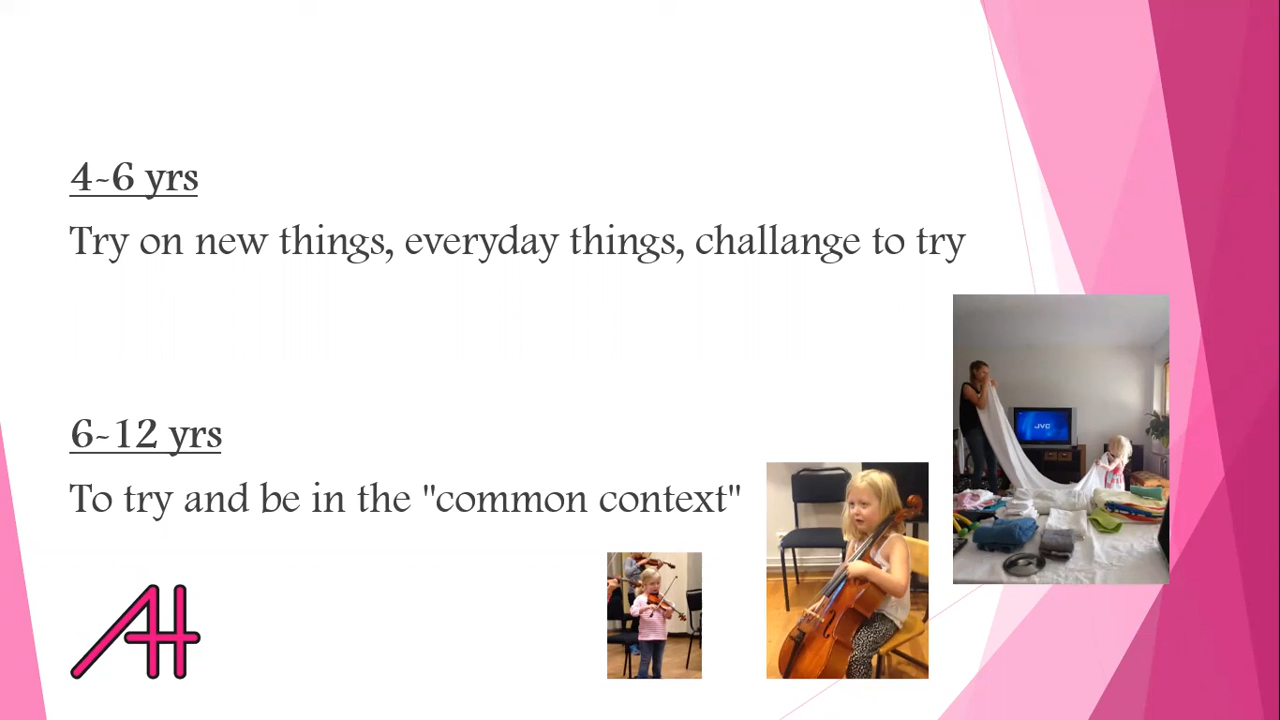 4-6 yrs
Try on new things, everyday things, challange to try
6-12 yrs
To try and be in the "common context"
JVC
AH